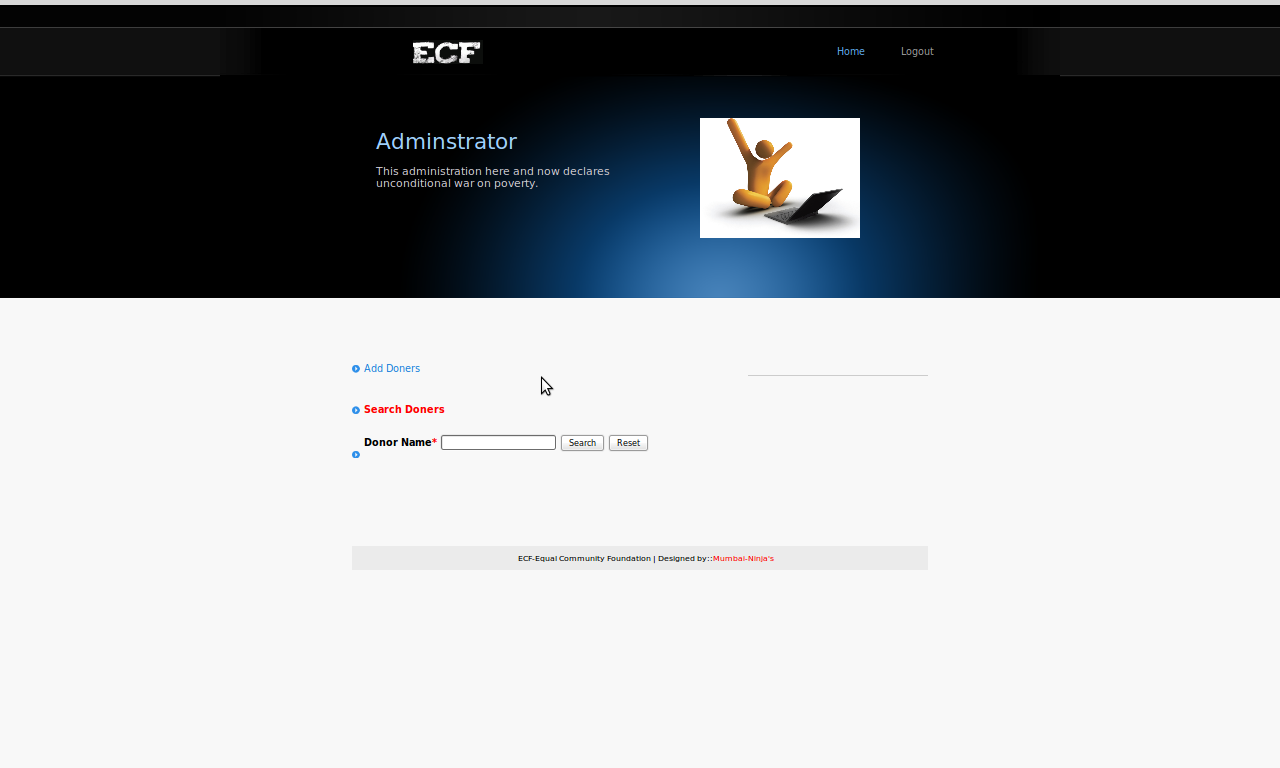 ECF
Home Logout
Adminstrator
This administration here and now declares
unconditional war on poverty.
Add Doners
Search Doners
Donor Name* Search Reset
ECF-Equal Community Foundation | Designed by::Mumbai-Ninja's